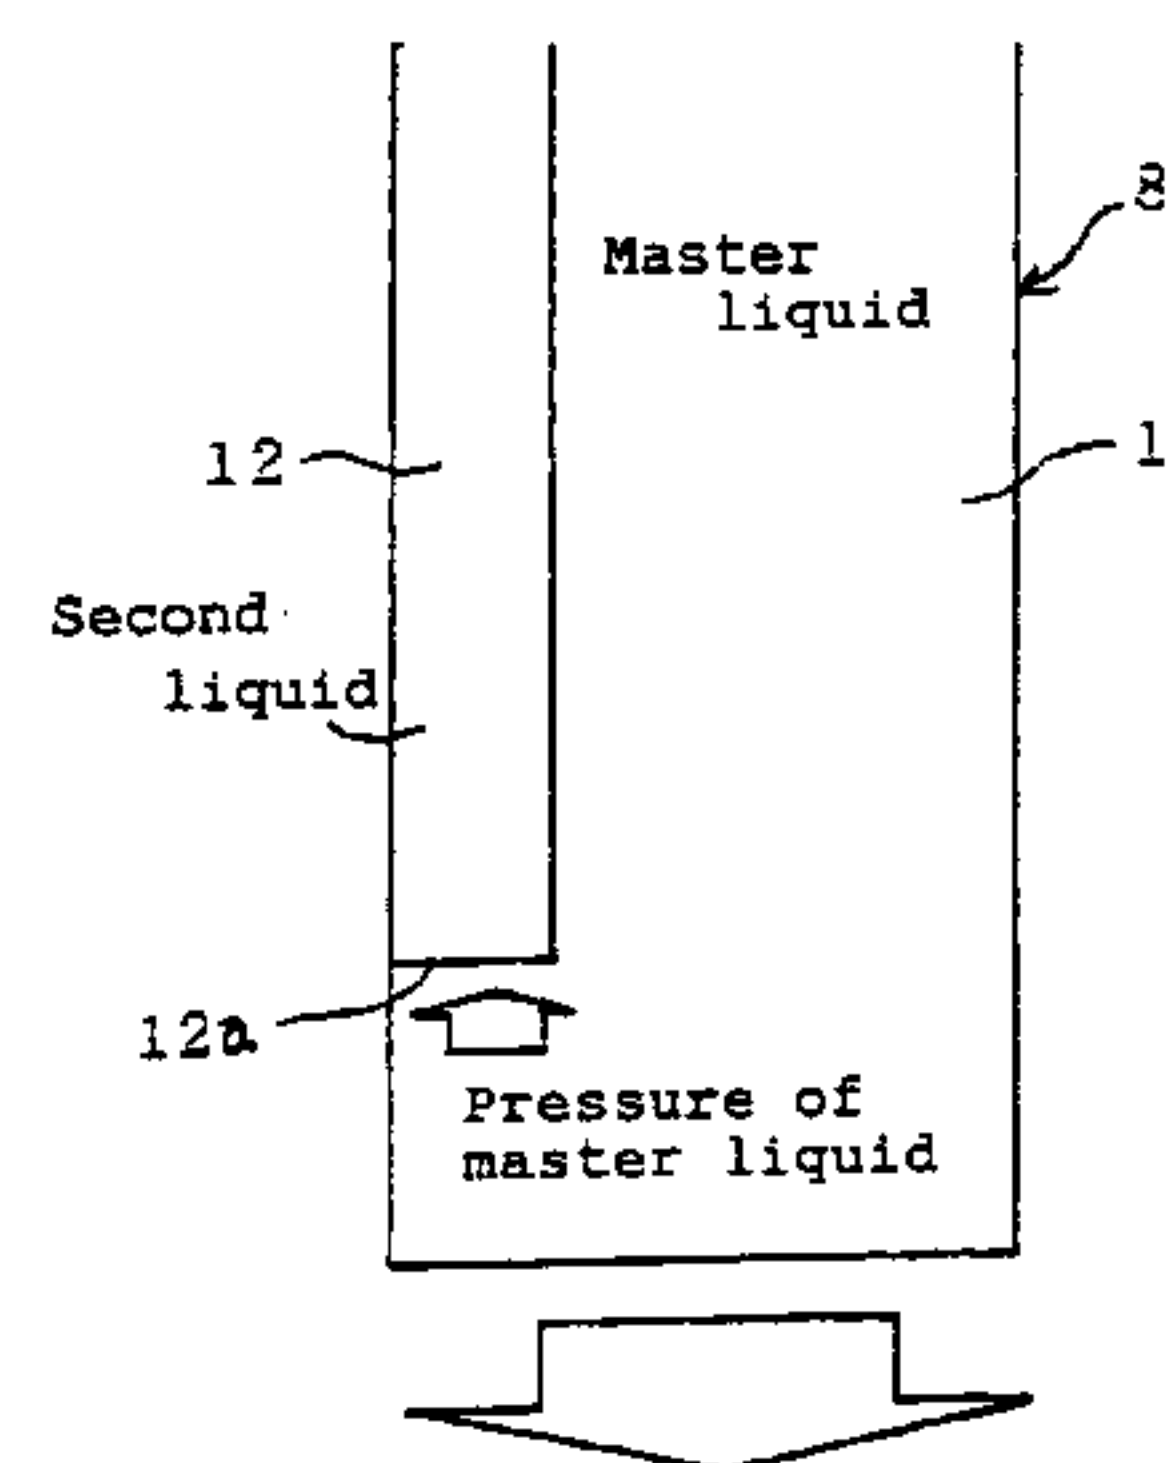 8
Master
liquid
1
12
Second
liquid
12a
Pressure of
master liquid